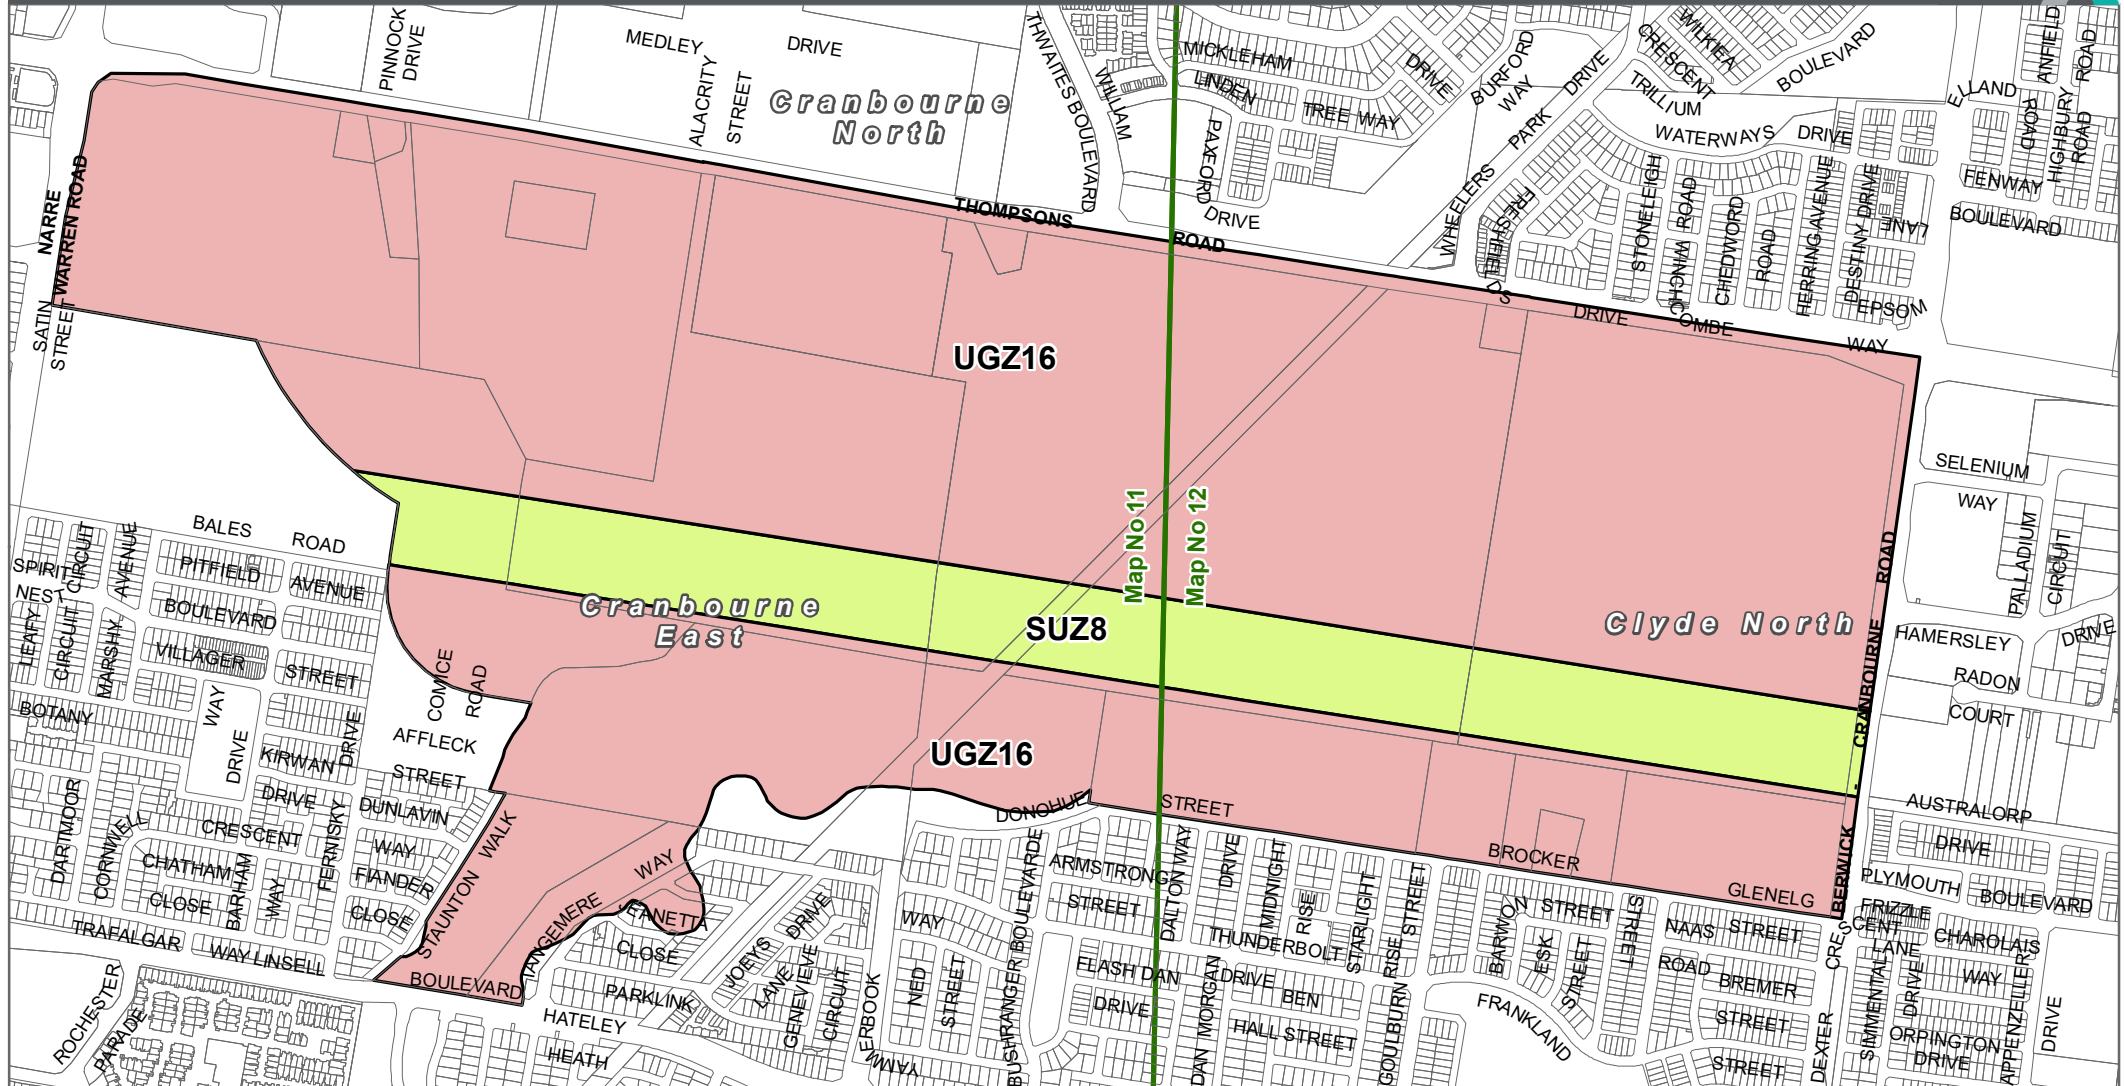 PINNOCK
DRIVE
MEDLEY
DRIVE
ALACRITY
STREET
Cranbourne
North
THWAITES BOULEVARD
WILLIAM
MICKLEHAM
DRIVE
LINDEN
TREE WAY
PAXFORD
DRIVE
BURFORD
WAY
WHEELERS
PARK
DRIVE
WILKIEA
CRESCENT
BOULEVARD
TRILLIUM
WATERWAYS
DRIVE
ELLAND
ROAD
ANFIELD
ROAD
HIGHBURY
ROAD
FENWAY
BOULEVARD
LANE
FRESHFIELDS
DRIVE
STONELEIGH
WINCHCOMBE
ROAD
WAY
CHEDWORD
ROAD
HERRING AVENUE
DESTINY DRIVE
EPSOM
NARRE
WARREN ROAD
SATIN
STREET
THOMPSONS
ROAD
UGZ16
Map No 11
Map No 12
SELENIUM
WAY
PALLADIUM
CIRCUIT
Clyde North
HAMERSLEY
DRIVE
RADON
COURT
BERWICK
-
CRANBOURNE
ROAD
Cranbourne
East
SUZ8
UGZ16
BALES
ROAD
SPIRIT
CIRCUIT
AVENUE
PITFIELD
AVENUE
NEST
BOULEVARD
LEAFY
CIRCUIT
MARSHY
VILLAGER
STREET
BOTANY
WAY
DRIVE
KIRWAN
DRIVE
DRIVE
COMICE
ROAD
AFFLECK
STREET
DUNLAVIN
WAY
DARTMOOR
CORNWELL
CRESCENT
CHATHAM
CLOSE
BARHAM
WAY
FERNISKY
FIANDER
CLOSE
TRAFALGAR
WAY
LINSELL
BOULEVARD
STAUNTON
WALK
TANGEMERE
WAY
JEANETTA
CLOSE
PARKLINK
HATELEY
HEATH
ROCHESTER
PARADE
JOEYS
DRIVE
LANE
GENEVIEVE
CIRCUIT
ERBOOK
YAMM
WAY
NED
STREET
BUSHRANGER BOULEVARDE
DONOHUE
STREET
ARMSTRONG
STREET
DALTON WAY
DRIVE
MIDNIGHT
RISE
STARLIGHT
STREET
THUNDERBOLT
DRIVE
FLASH DAN
DRIVE
DAN MORGAN
BEN
HALL STREET
GOULBURN RISE
BROCKER
STREET
GLENELG
BARWON
ESK
STREET
STREET
NAAS
STREET
ROAD
BREMER
STREET
STREET
FRANKLAND
DEXTER
CRESCENT
AUSTRALORP
DRIVE
PLYMOUTH
BOULEVARD
FRIZZLE
LANE
CHAROLAIS
WAY
SIMMENTAL
DRIVE
ORPINGTON
DRIVE
APPENZELLER
DRIVE